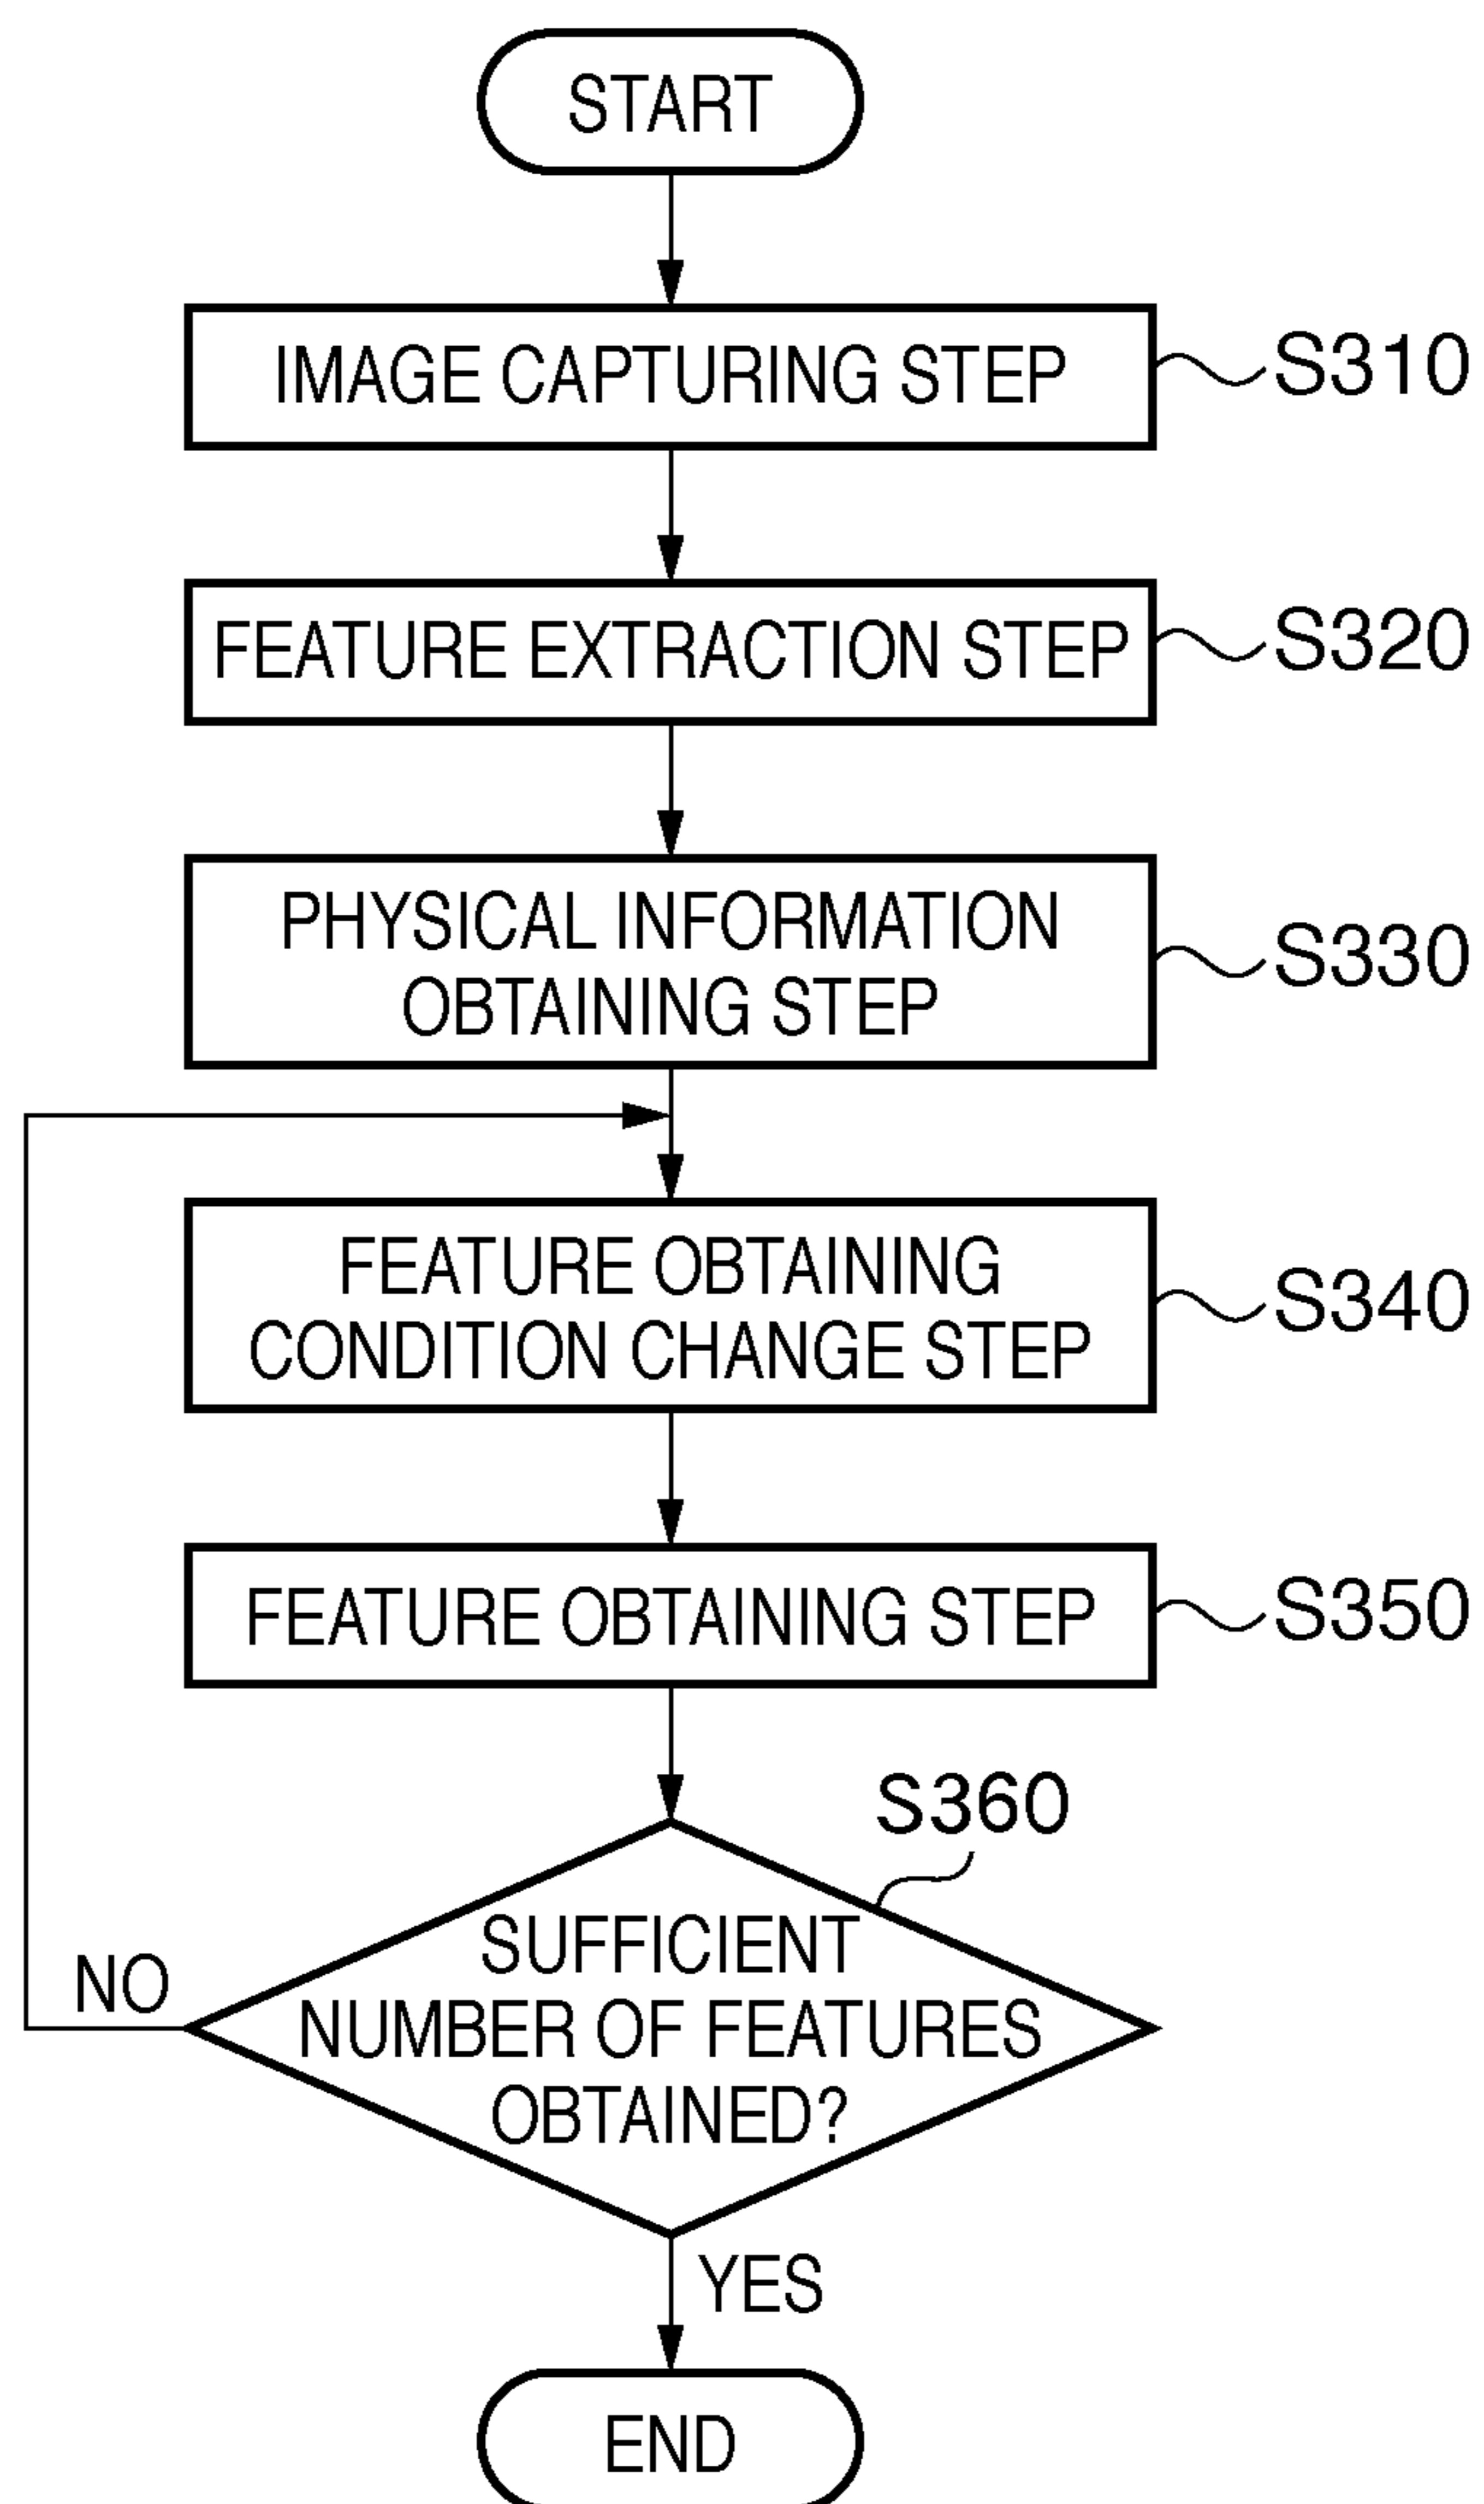 START
IMAGE CAPTURING STEP
S310
FEATURE EXTRACTION STEP
S320
PHYSICAL INFORMATION
OBTAINING STEP
S330
FEATURE OBTAINING
CONDITION CHANGE STEP
S340
FEATURE OBTAINING STEP
S350
S360
SUFFICIENT
NUMBER OF FEATURES
OBTAINED?
NO
YES
END